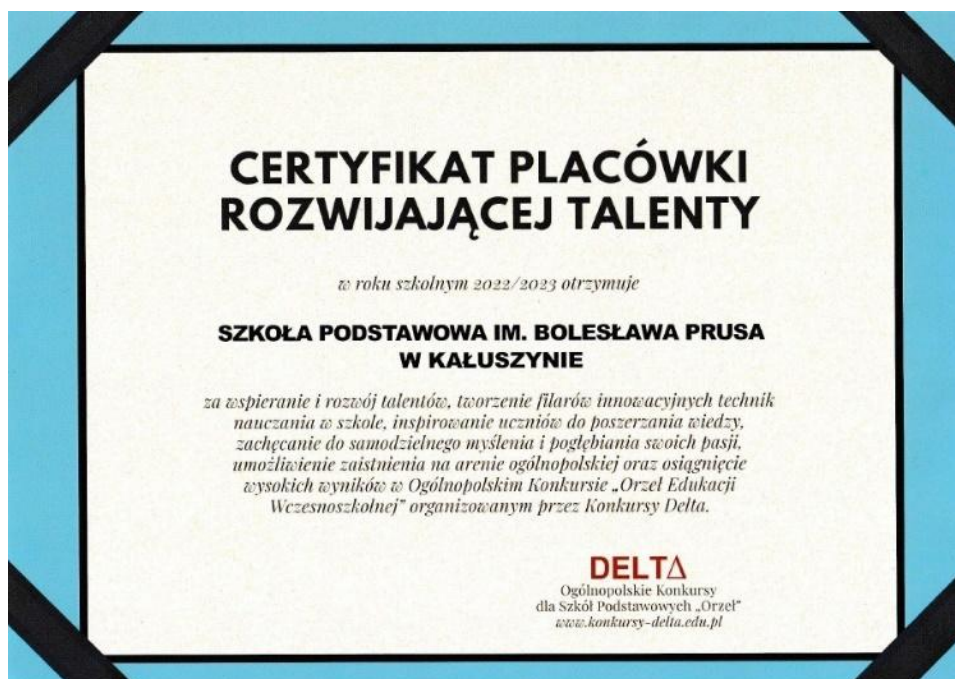 CERTYFIKAT PLACÓWKI
ROZWIJAJĄCEJ TALENTY
w roku szkolnym 2022/2023 otrzymuje
SZKOŁA PODSTAWOWA IM. BOLESŁAWA PRUSA
W KAŁUSZYNIE
za wspieranie i rozwój talentów, tworzenie filarów innowacyjnych technik
nauczania w szkole, inspirowanie uczniów do poszerzania wiedzy,
zachęcanie do samodzielnego myślenia i pogłębiania swoich pasji,
umożliwienie zaistnienia na arenie ogólnopolskiej oraz osiągnięcie
wysokich wyników w Ogólnopolskim Konkursie „Orzeł Edukacji
Wczesnoszkolnej” organizowanym przez Konkursy Delta.
DELTΔ
Ogólnopolskie Konkursy
dla Szkół Podstawowych „Orzeł”
www.konkursy-delta.edu.pl